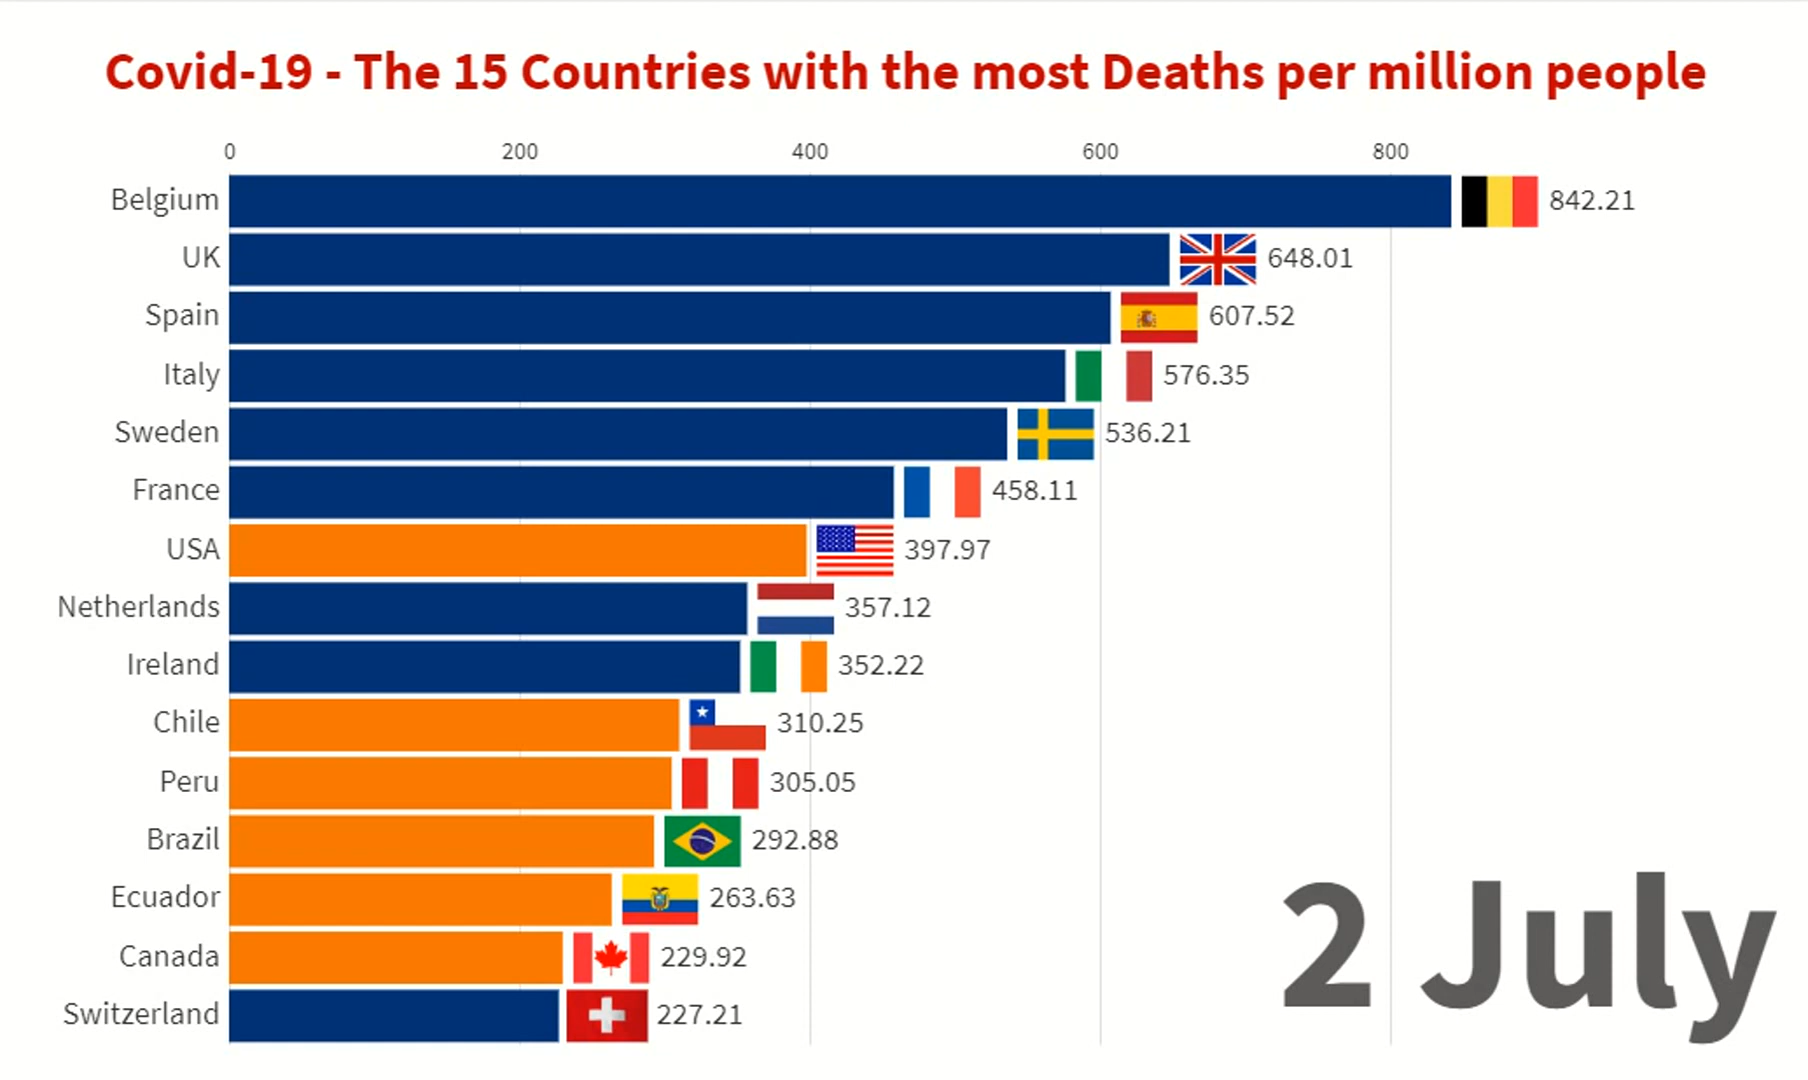 Covid-19 - The 15 Countries with the most Deaths per million people
0 200 400 600 800
Belgium 842.21
UK 648.01
Spain 607.52
Italy 576.35
Sweden 536.21
France 458.11
USA 397.97
Netherlands 357.12
Ireland 352.22
Chile 310.25
Peru 305.05
Brazil 292.88
Ecuador 263.63
Canada 229.92
Switzerland 227.21
2 July